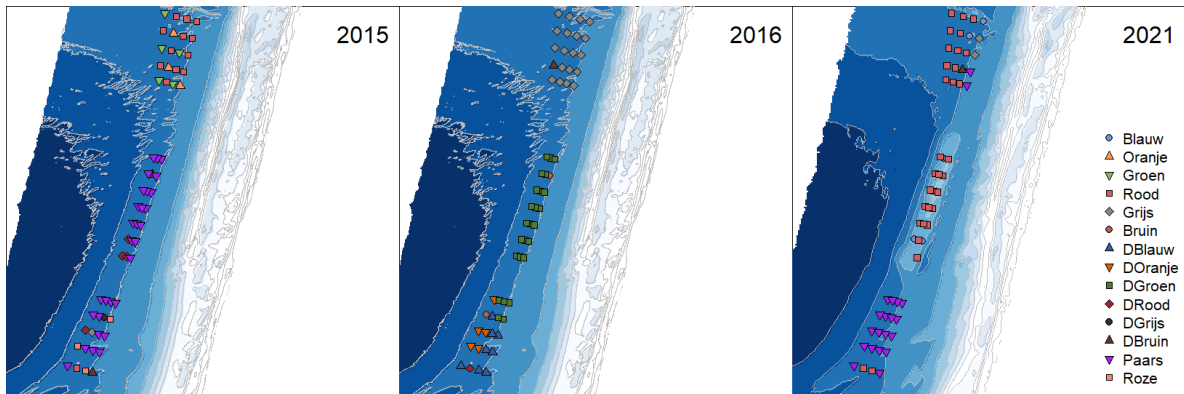 2015
2016
2021
Blauw
Oranje
Groen
Rood
Grijs
Bruin
DBlauw
DOranje
DGroen
DRood
DGrijs
DBruin
Paars
Roze